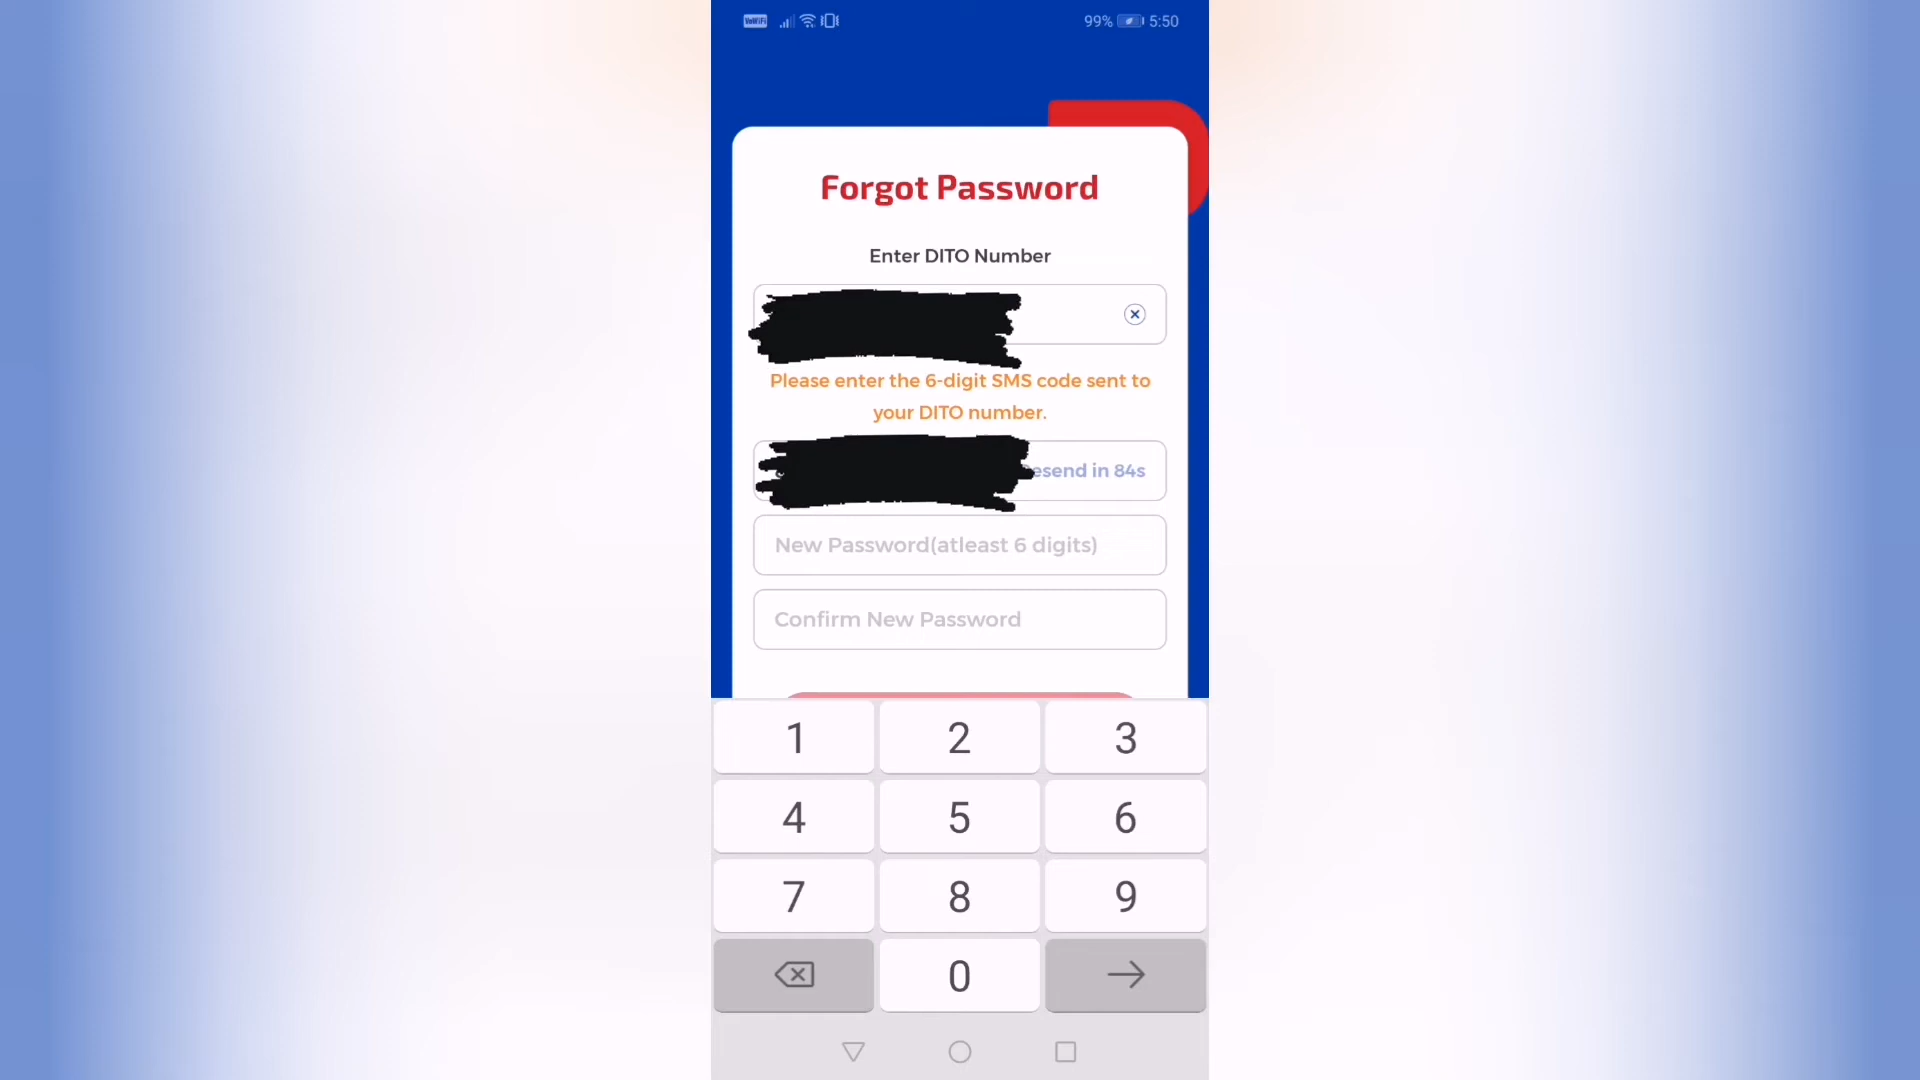 VoWiFi 99% 5:50
Forgot Password
Enter DITO Number
Please enter the 6-digit SMS code sent to
your DITO number.
esend in 84s
New Password(atleast 6 digits)
Confirm New Password
1 2 3
4 5 6
7 8 9
0